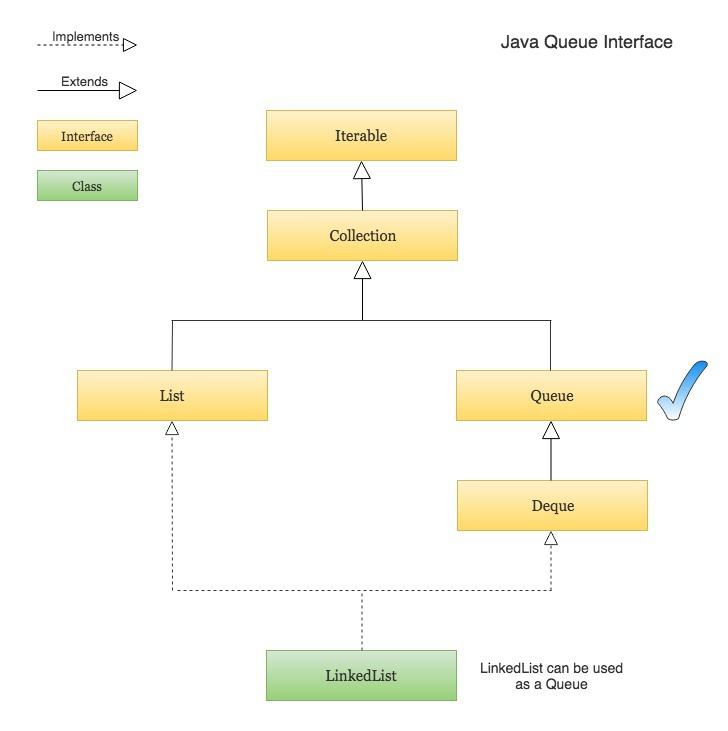 Implements
Java Queue Interface
Extends
Interface
Class
Iterable
Collection
List
Queue
Deque
LinkedList
LinkedList can be used
as a Queue